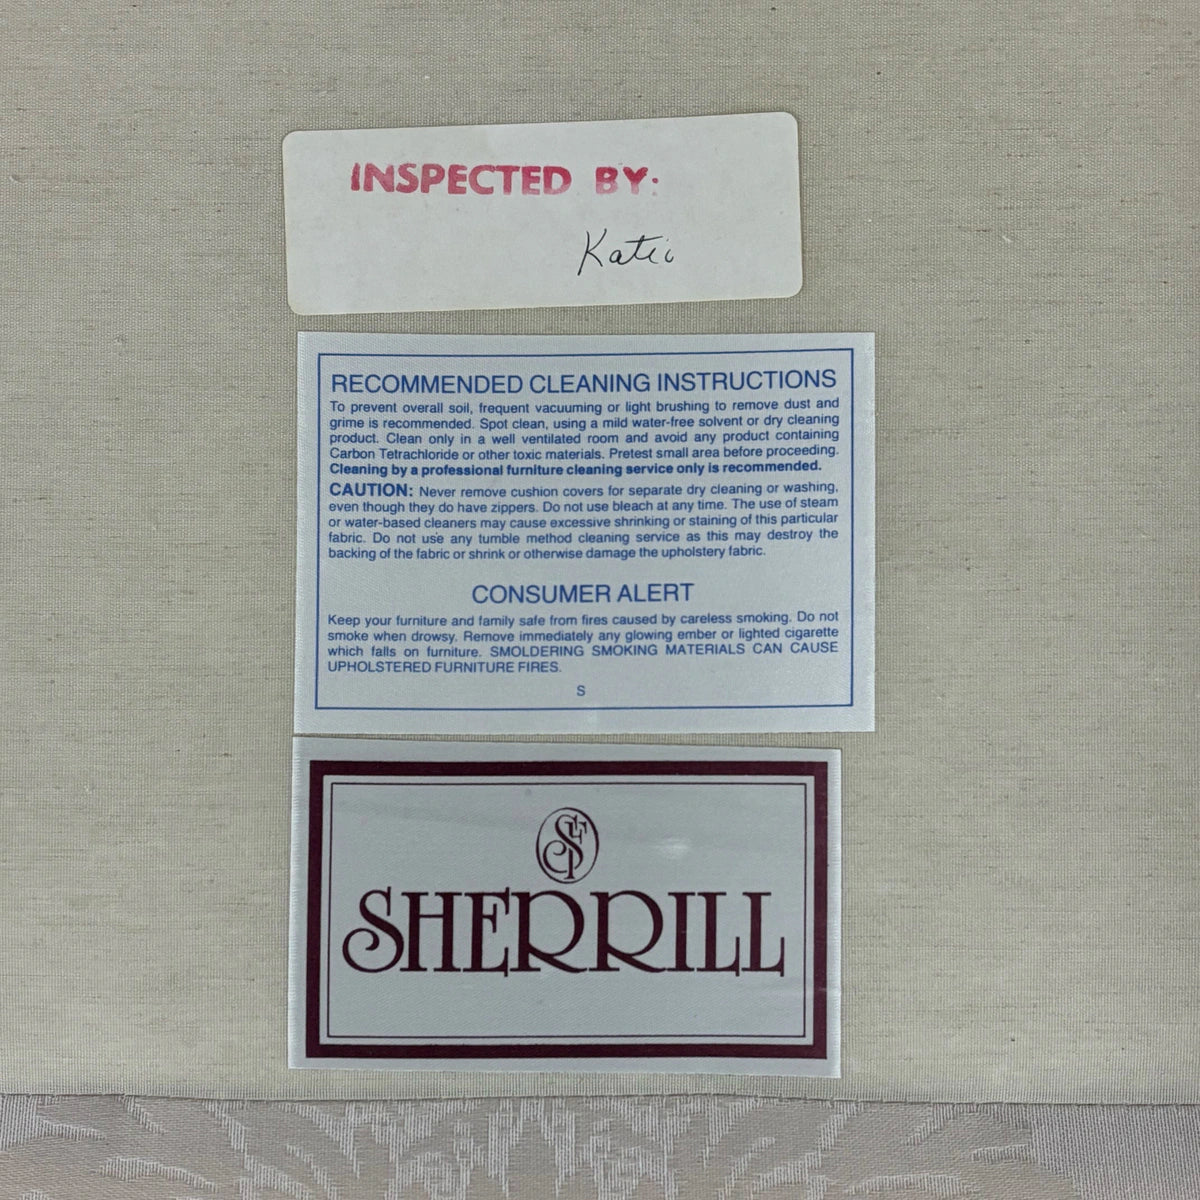 INSPECTED BY:
Katie
RECOMMENDED CLEANING INSTRUCTIONS
To prevent overall soil, frequent vacuuming or light brushing to remove dust and
grime is recommended. Spot clean, using a mild water-free solvent or dry cleaning
product. Clean only in a well ventilated room and avoid any product containing
Carbon Tetrachloride or other toxic materials. Pretest small area before proceeding.
Cleaning by a professional furniture cleaning service only is recommended.
CAUTION: Never remove cushion covers for separate dry cleaning or washing,
even though they do have zippers. Do not use bleach at any time. The use of steam
or water-based cleaners may cause excessive shrinking or staining of this particular
fabric. Do not use any tumble method cleaning service as this may destroy the
backing of the fabric or shrink or otherwise damage the upholstery fabric.
CONSUMER ALERT
Keep your furniture and family safe from fires caused by careless smoking. Do not
smoke when drowsy. Remove immediately any glowing ember or lighted cigarette
which falls on furniture. SMOLDERING SMOKING MATERIALS CAN CAUSE
UPHOLSTERED FURNITURE FIRES.
S
SF
SHERRILL